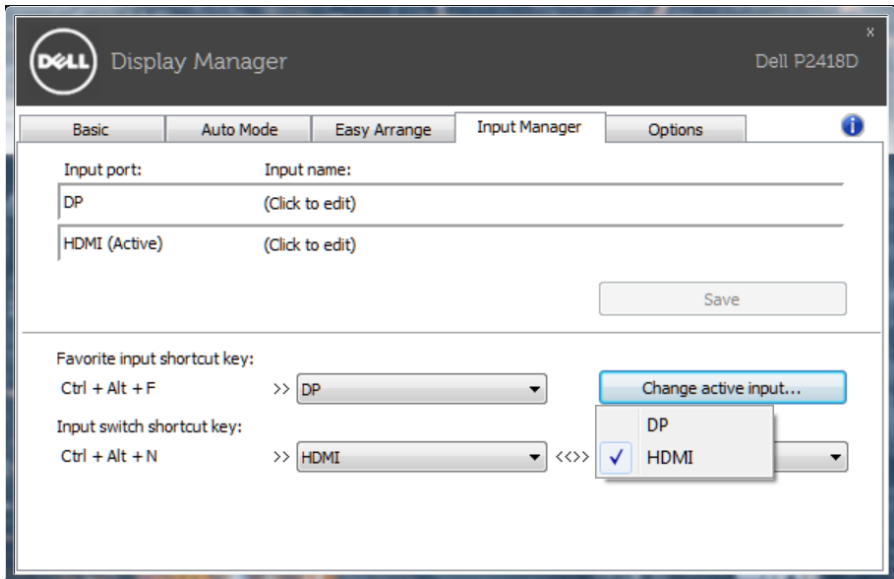 x
DELL Display Manager Dell P2418D
Basic Auto Mode Easy Arrange Input Manager Options i
Input port: Input name:
DP (Click to edit)
HDMI (Active) (Click to edit)
Save
Favorite input shortcut key:
Ctrl + Alt + F >> DP Change active input...
DP
Input switch shortcut key:
Ctrl + Alt + N >> HDMI <<>> HDMI